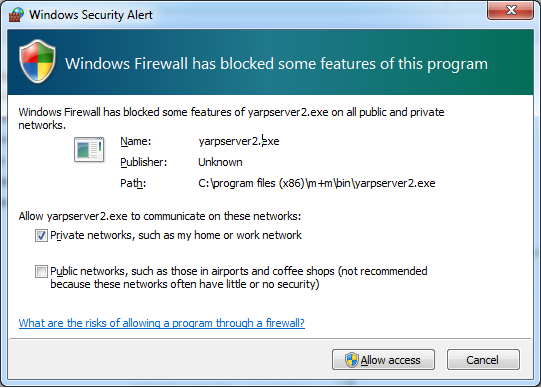 Windows Security Alert
Windows Firewall has blocked some features of this program
Windows Firewall has blocked some features of yarpserver2.exe on all public and private
networks.
Name: yarpserver2.exe
Publisher: Unknown
Path: C:\program files (x86)\m+m\bin\yarpserver2.exe
Allow yarpserver2.exe to communicate on these networks:
Private networks, such as my home or work network
Public networks, such as those in airports and coffee shops (not recommended
because these networks often have little or no security)
What are the risks of allowing a program through a firewall?
Allow access Cancel